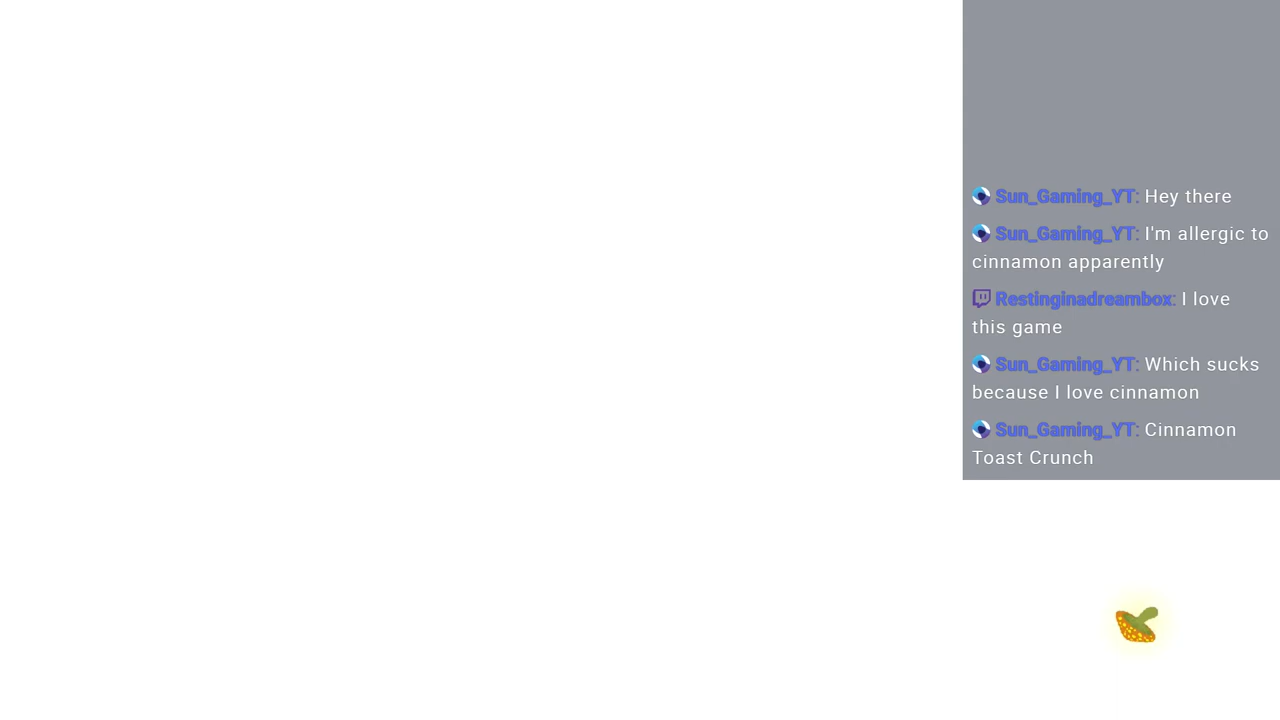 Sun_Gaming_YT: Hey there
Sun_Gaming_YT: I'm allergic to
cinnamon apparently
Restinginadreambox: I love
this game
Sun_Gaming_YT: Which sucks
because I love cinnamon
Sun_Gaming_YT: Cinnamon
Toast Crunch